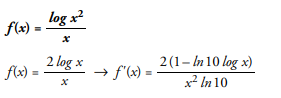 f(x) = log x² / x
f(x) = 2 log x / x → f'(x) = 2 (1 – ln 10 log x) / x² ln 10